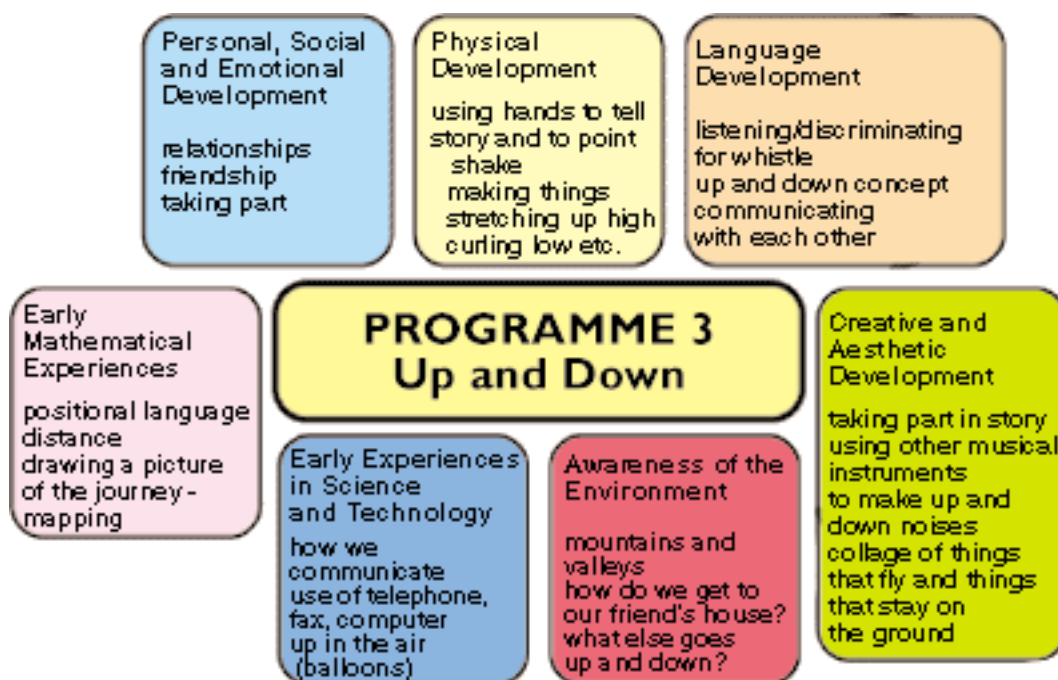 Personal, Social
and Emotional
Development
relationships
friendship
taking part
Physical
Development
using hands to tell
story and to point
shake
making things
stretching up high
curling low etc.
Language
Development
listening/discriminating
for whistle
up and down concept
communicating
with each other
Early
Mathematical
Experiences
positional language
distance
drawing a picture
of the journey -
mapping
PROGRAMME 3
Up and Down
Creative and
Aesthetic
Development
taking part in story
using other musical
instruments
to make up and
down noises
collage of things
that fly and things
that stay on
the ground
Early Experiences
in Science
and Technology
how we
communicate
use of telephone,
fax, computer
up in the air
(balloons)
Awareness of the
Environment
mountains and
valleys
how do we get to
our friend's house?
what else goes
up and down?